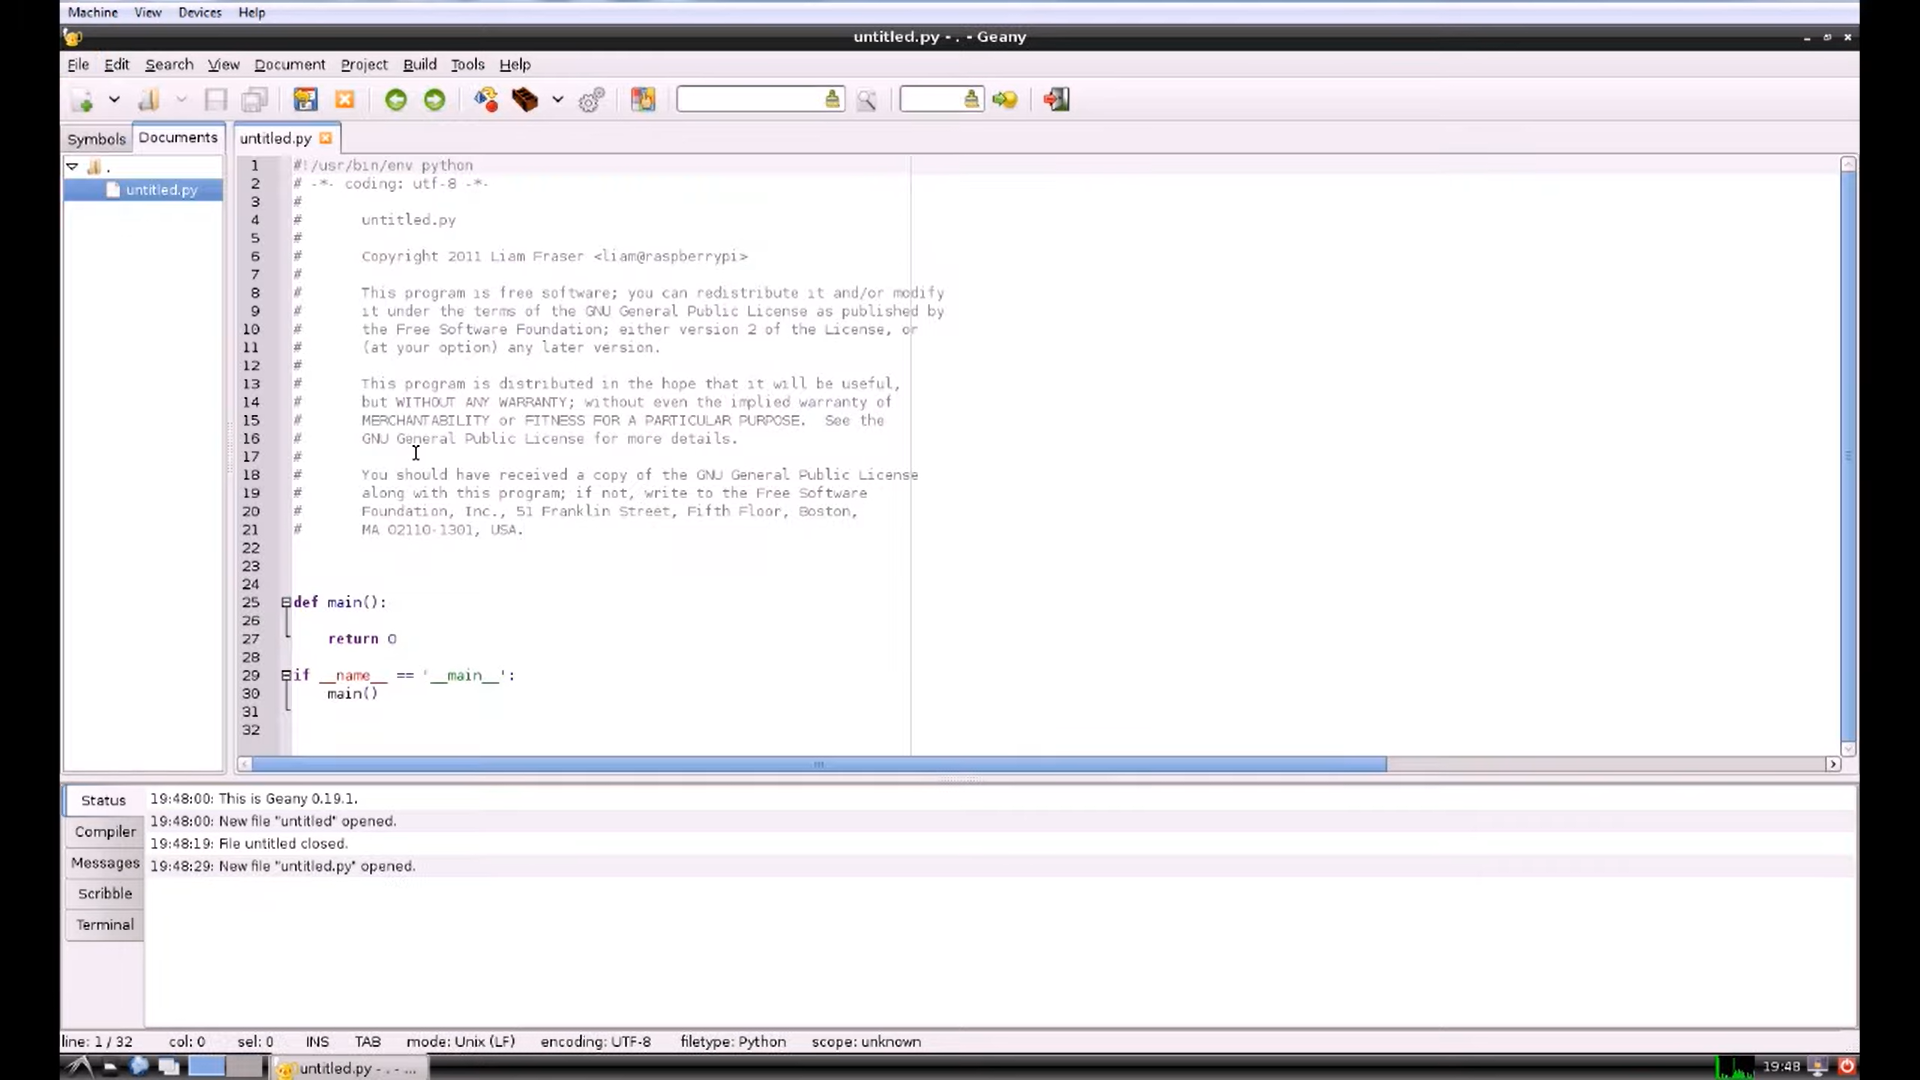 Machine View Devices Help
untitled.py - . - Geany
File Edit Search View Document Project Build Tools Help
Symbols Documents untitled.py
.
untitled.py
1 #!/usr/bin/env python
2 # -*- coding: utf-8 -*-
3 #
4 # untitled.py
5 #
6 # Copyright 2011 Liam Fraser <liam@raspberrypi>
7 #
8 # This program is free software; you can redistribute it and/or modify
9 # it under the terms of the GNU General Public License as published by
10 # the Free Software Foundation; either version 2 of the License, or
11 # (at your option) any later version.
12 #
13 # This program is distributed in the hope that it will be useful,
14 # but WITHOUT ANY WARRANTY; without even the implied warranty of
15 # MERCHANTABILITY or FITNESS FOR A PARTICULAR PURPOSE.  See the
16 # GNU General Public License for more details.
17 #
18 # You should have received a copy of the GNU General Public License
19 # along with this program; if not, write to the Free Software
20 # Foundation, Inc., 51 Franklin Street, Fifth Floor, Boston,
21 # MA 02110-1301, USA.
22
23
24
25 def main():
26
27 return 0
28
29 if __name__ == '__main__':
30 main()
31
32
Status
Compiler
Messages
Scribble
Terminal
19:48:00: This is Geany 0.19.1.
19:48:00: New file "untitled" opened.
19:48:19: File untitled closed.
19:48:29: New file "untitled.py" opened.
line: 1 / 32 col: 0 sel: 0 INS TAB mode: Unix (LF) encoding: UTF-8 filetype: Python scope: unknown
untitled.py - . - ... 19:48